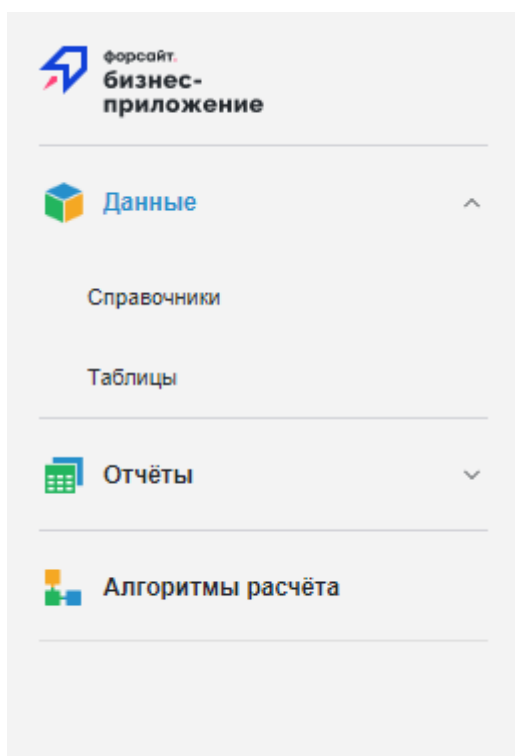 форсайт.
бизнес-
приложение
Данные
Справочники
Таблицы
Отчёты
Алгоритмы расчёта